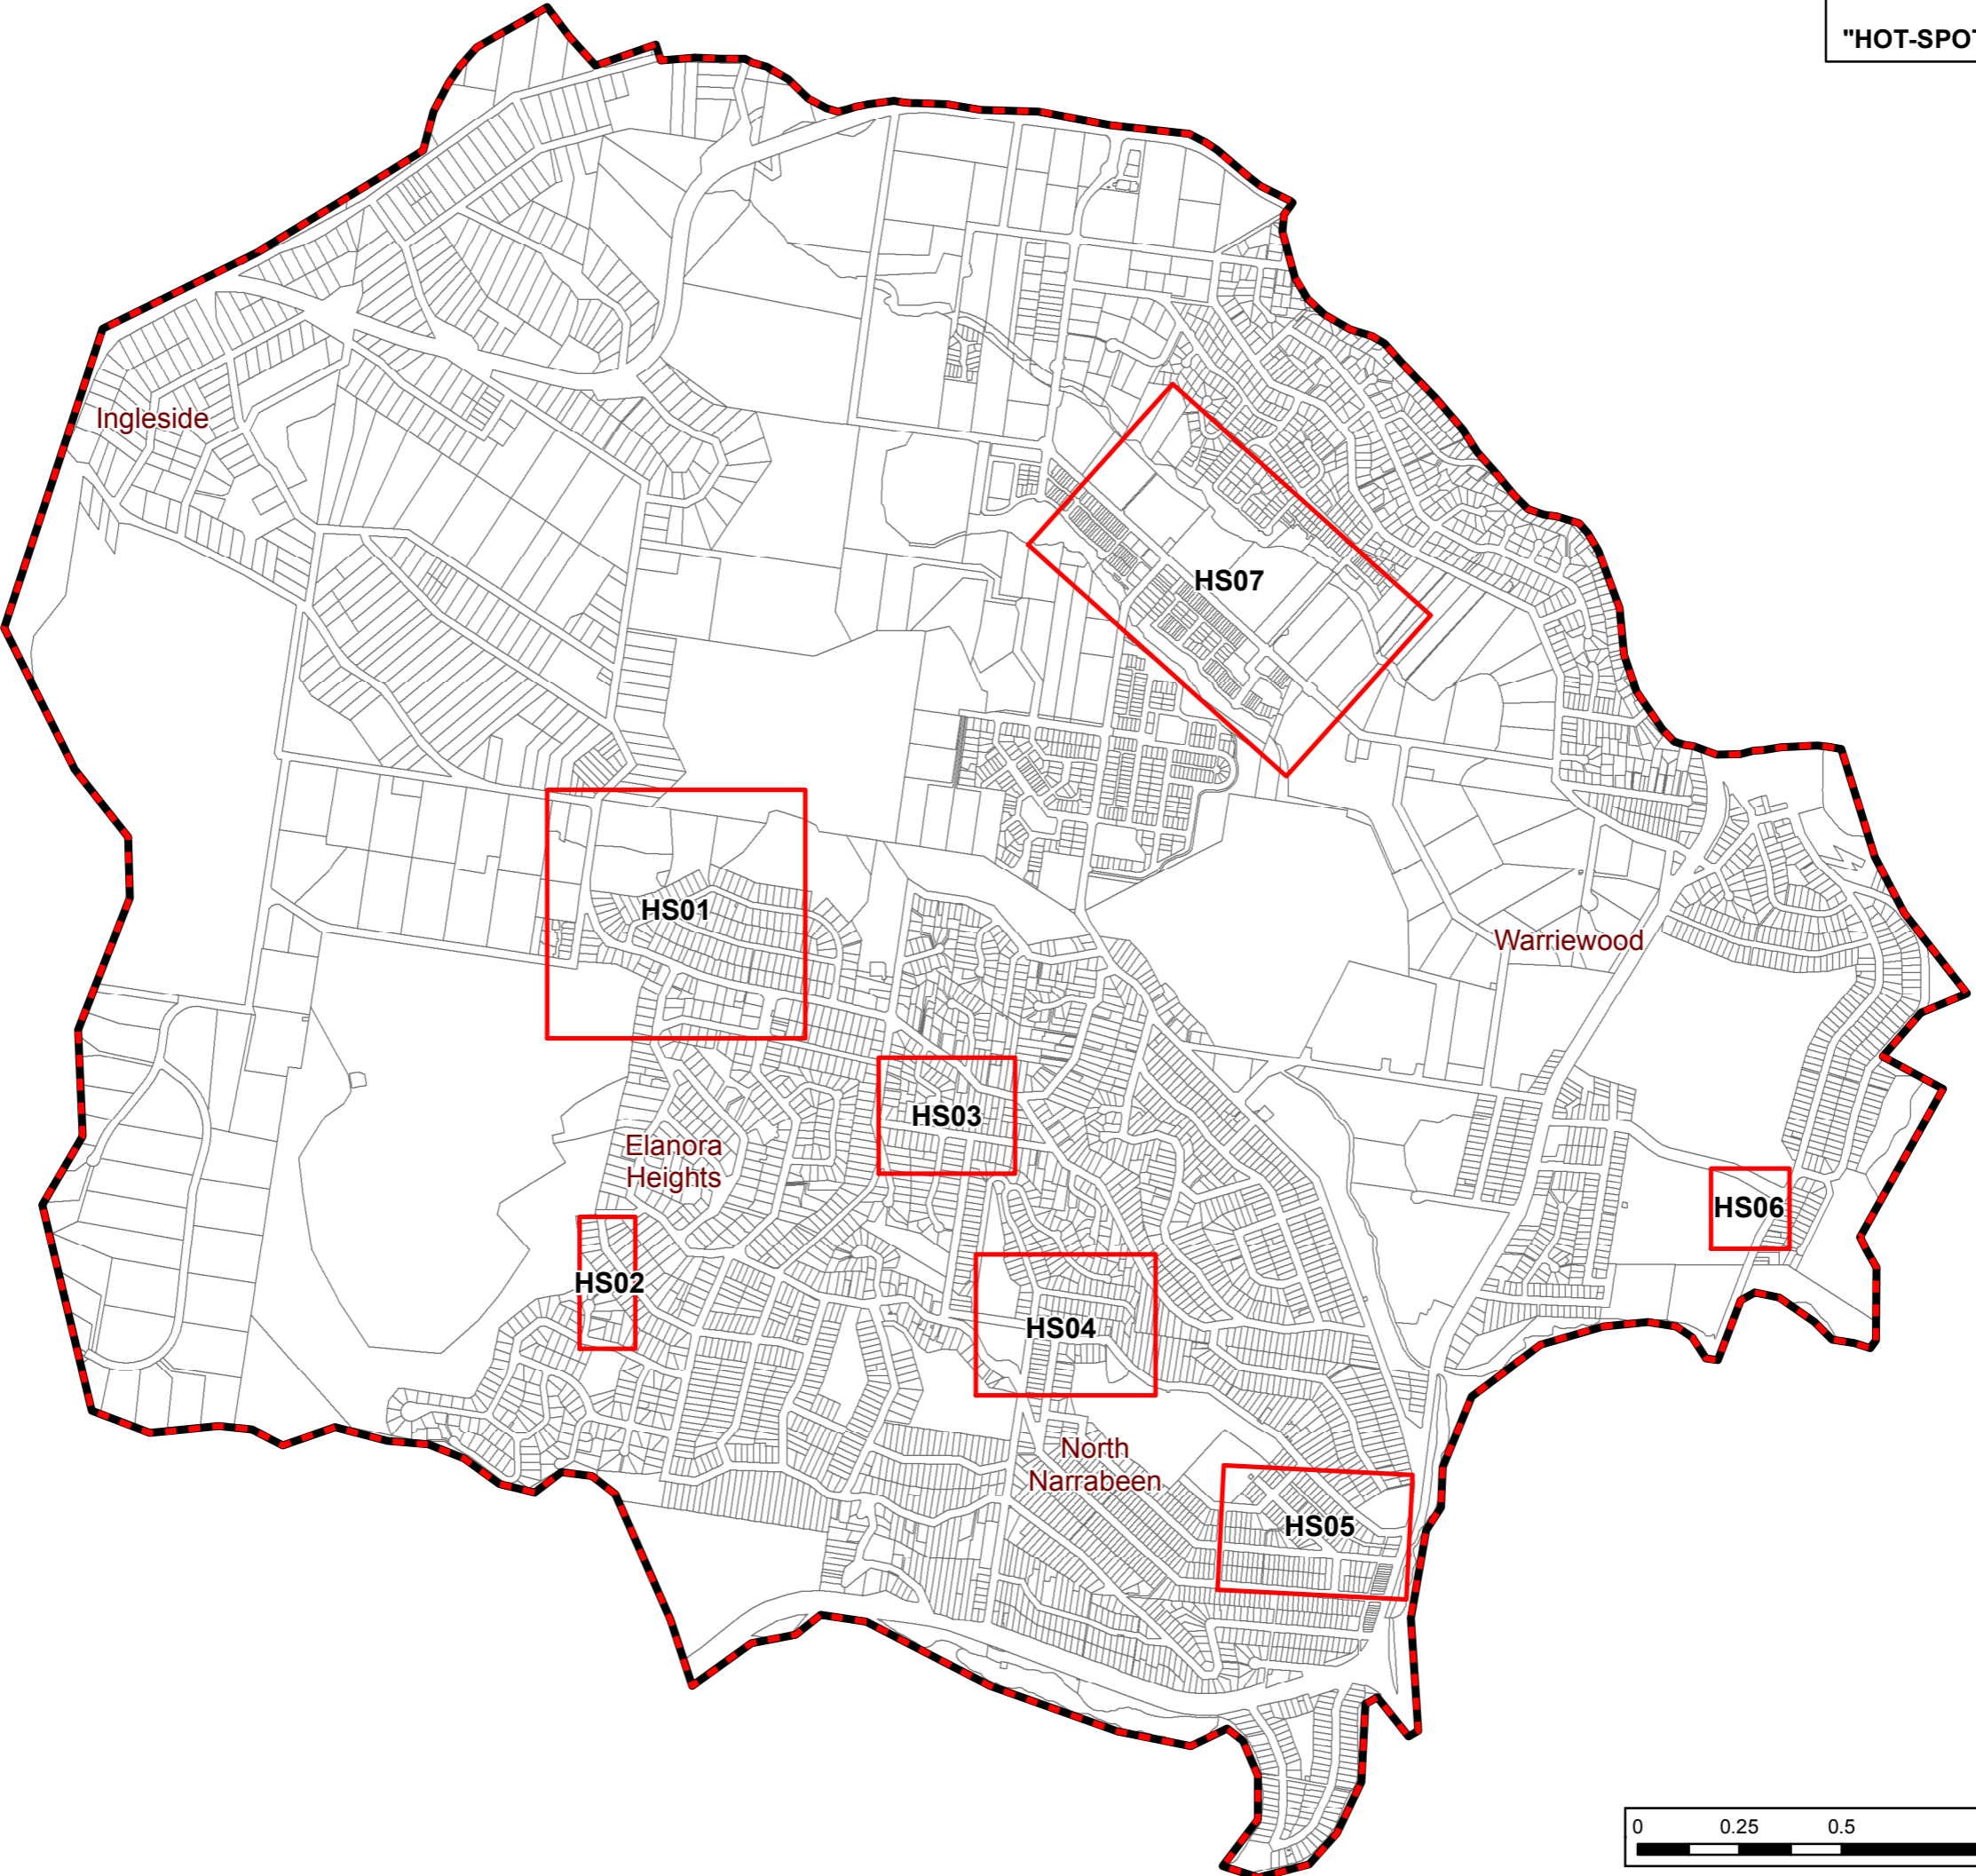 "HOT-SPOT
Ingleside
HS07
HS01
Warriewood
HS03
Elanora
Heights
HS06
HS02
HS04
North
Narrabeen
HS05
0 0.25 0.5